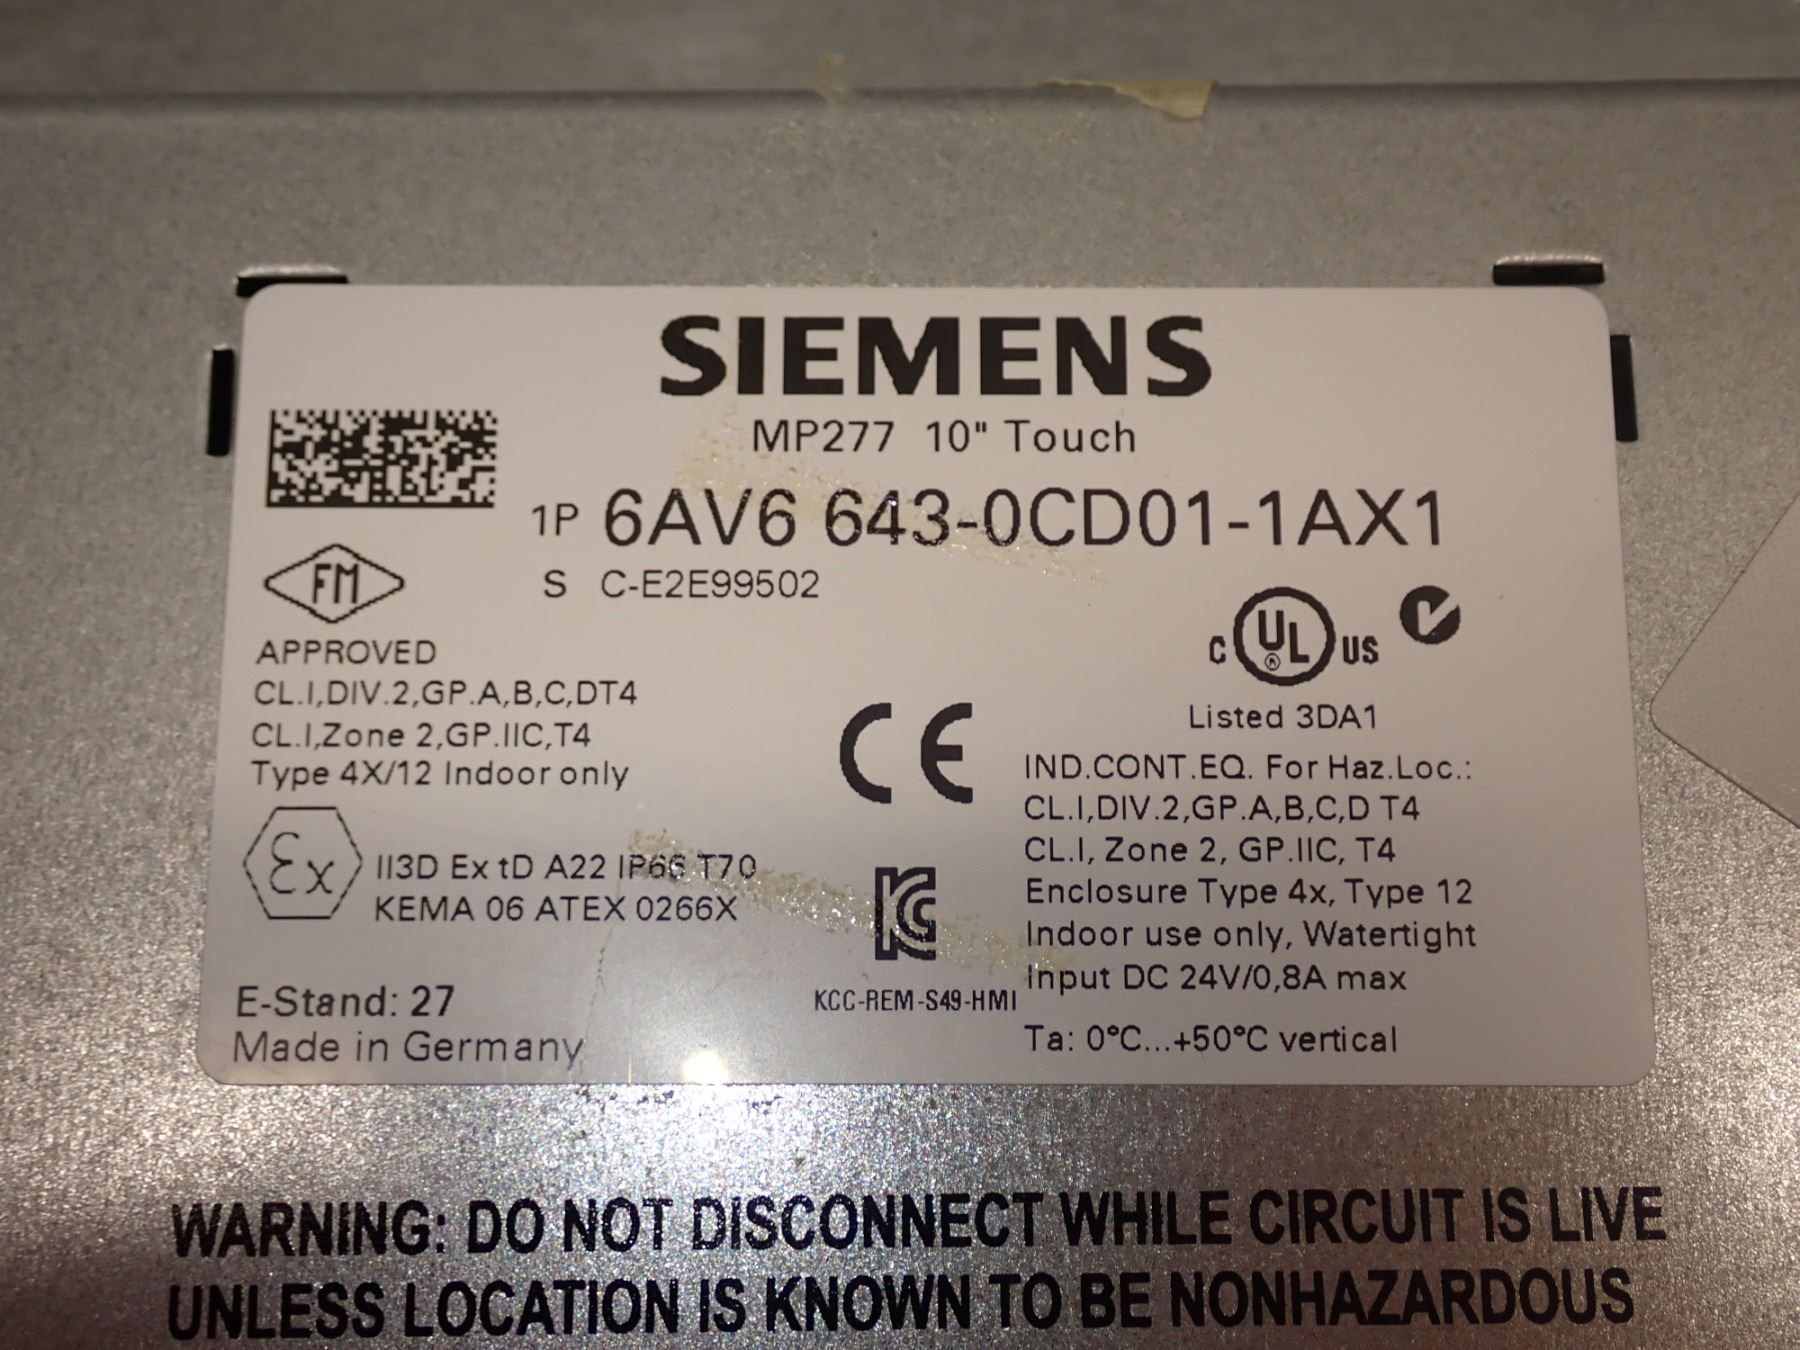 SIEMENS
MP277 10" Touch
1P 6AV6 643-0CD01-1AX1
S C-E2E99502
FM
APPROVED
CL.I,DIV.2,GP.A,B,C,DT4
CL.I,Zone 2,GP.IIC,T4
Type 4X/12 Indoor only
Ex II3D Ex tD A22 IP66 T70
KEMA 06 ATEX 0266X
E-Stand: 27
Made in Germany
CE
KC
KCC-REM-S49-HMI
C UL ® US
Listed 3DA1
IND.CONT.EQ. For Haz.Loc.:
CL.I,DIV.2,GP.A,B,C,D T4
CL.I, Zone 2, GP.IIC, T4
Enclosure Type 4x, Type 12
Indoor use only, Watertight
Input DC 24V/0,8A max
Ta: 0°C...+50°C vertical
WARNING: DO NOT DISCONNECT WHILE CIRCUIT IS LIVE
UNLESS LOCATION IS KNOWN TO BE NONHAZARDOUS